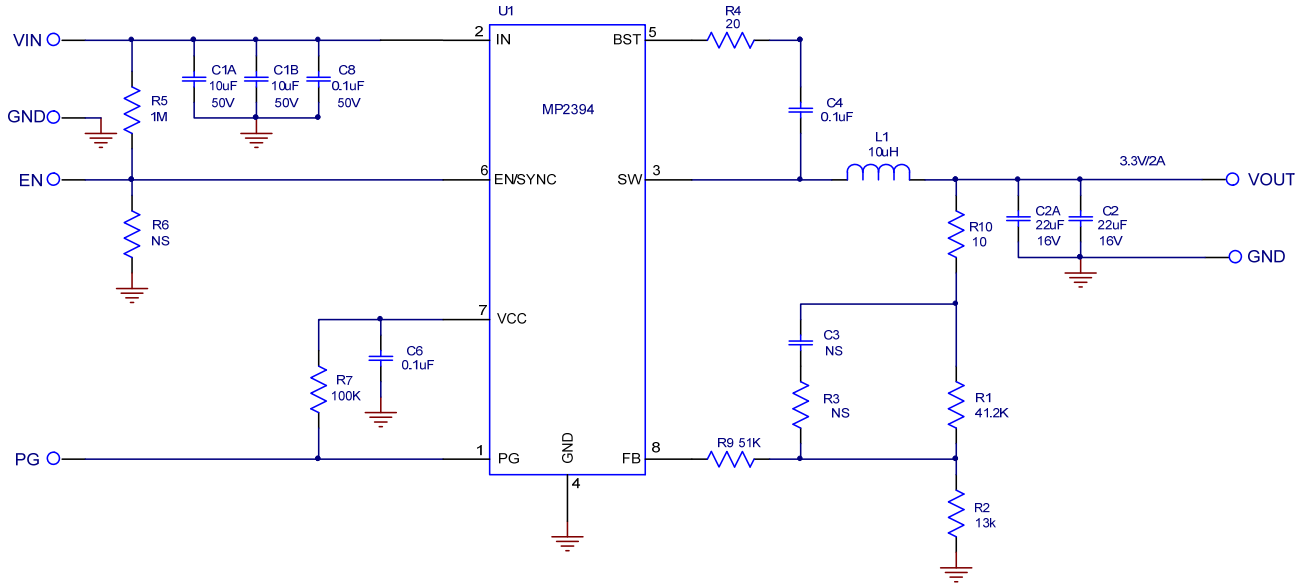 U1
R4
20
VIN
2
IN
BST
5
C1A
10uF
50V
C1B
10uF
50V
C8
0.1uF
50V
R5
1M
MP2394
C4
0.1uF
GND
L1
10uH
3.3V/2A
EN
6
EN/SYNC
SW
3
VOUT
R6
NS
R10
10
C2A
22uF
16V
C2
22uF
16V
GND
7
VCC
C6
0.1uF
C3
NS
R7
100K
R3
NS
R1
41.2K
PG
1
PG
GND
FB
8
R9 51K
4
R2
13k